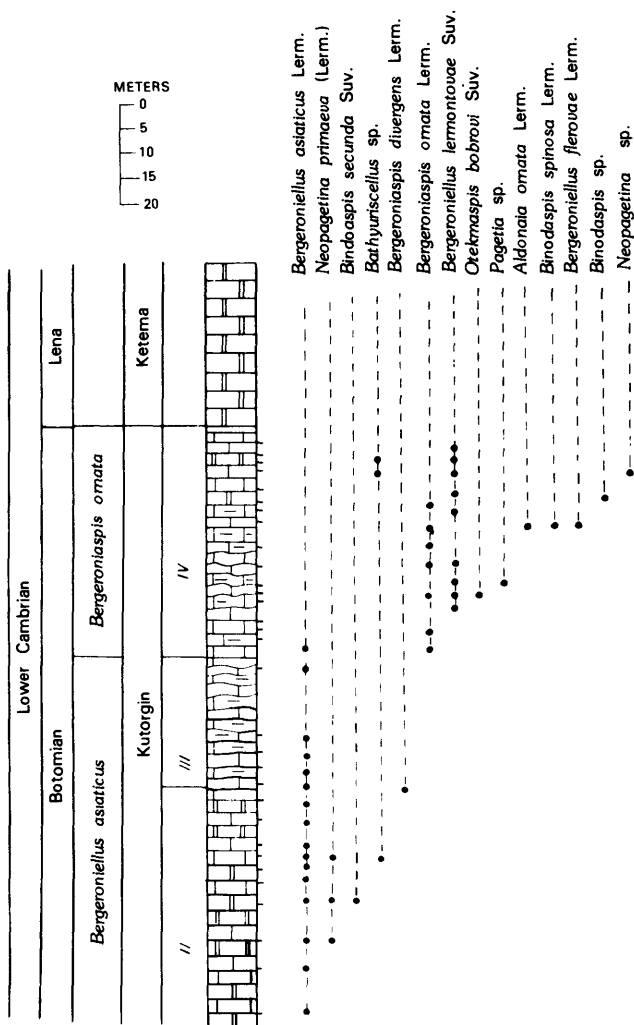 METERS
0
5
10
15
20
Bergeroniellus asiaticus Lerm.
Neopagetina primaeva (Lerm.)
Bindoaspis secunda Suv.
Bathyuriscellus sp.
Bergeroniaspis divergens Lerm.
Bergeroniaspis ornata Lerm.
Bergeroniellus lermontovae Suv.
Otekmaspis bobrovi Suv.
Pagetia sp.
Aldonaia ornata Lerm.
Binodaspis spinosa Lerm.
Bergeroniellus flerovae Lerm.
Binodaspis sp.
Neopagetina sp.
Lower Cambrian
Lena
Botomian
Bergeroniaspis ornata
Bergeroniellus asiaticus
Ketema
Kutorgin
IV
III
II